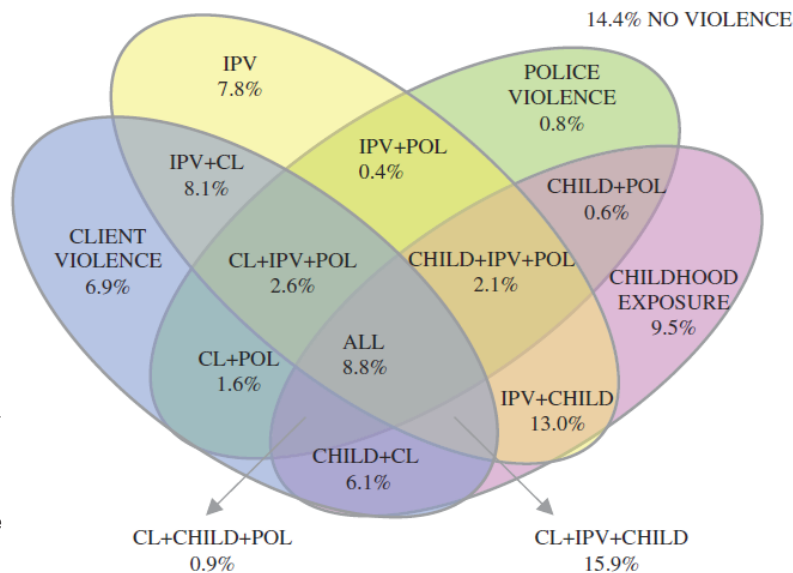 14.4% NO VIOLENCE
IPV
7.8%
POLICE
VIOLENCE
0.8%
IPV+POL
0.4%
IPV+CL
8.1%
CHILD+POL
0.6%
CLIENT
VIOLENCE
6.9%
CL+IPV+POL
2.6%
CHILD+IPV+POL
2.1%
CHILDHOOD
EXPOSURE
9.5%
ALL
8.8%
CL+POL
1.6%
IPV+CHILD
13.0%
CHILD+CL
6.1%
CL+CHILD+POL
0.9%
CL+IPV+CHILD
15.9%